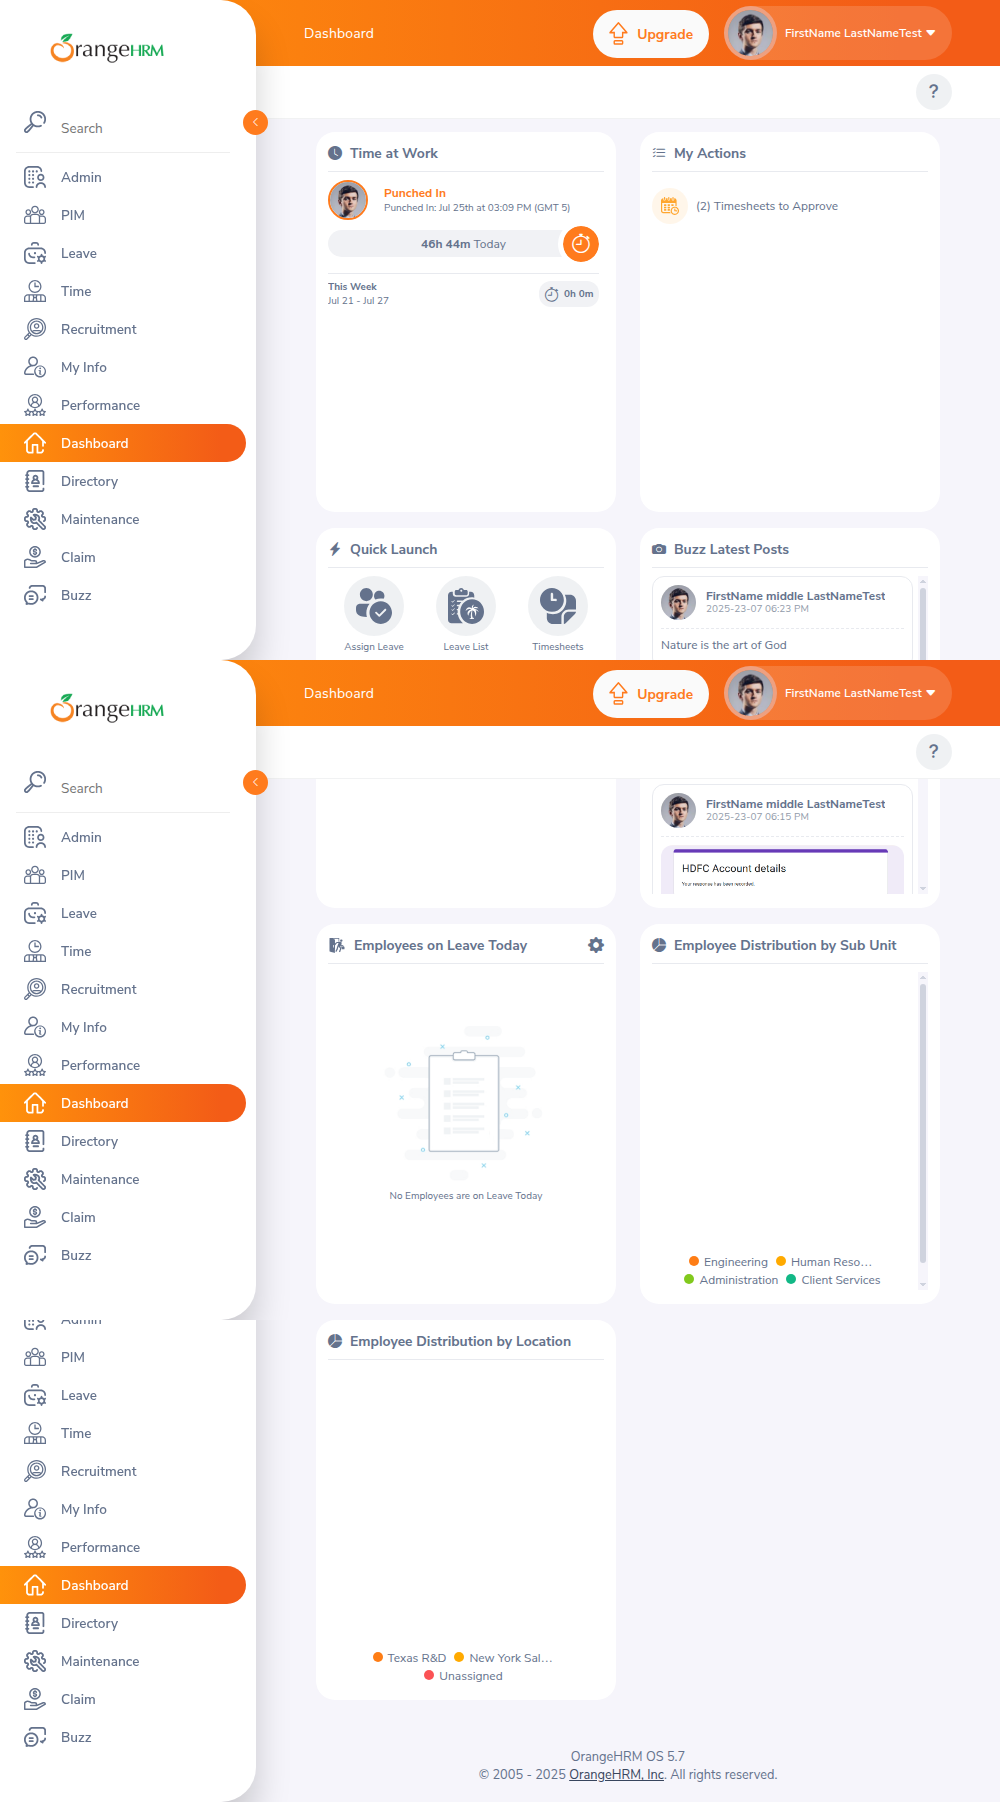 OrangeHRM
Search
Admin
PIM
Leave
Time
Recruitment
My Info
Performance
Dashboard
Directory
Maintenance
Claim
Buzz
Dashboard
Upgrade
FirstName LastNameTest
?
Time at Work
Punched In
Punched In: Jul 25th at 03:09 PM (GMT 5)
46h 44m Today
This Week
Jul 21 - Jul 27
0h 0m
My Actions
(2) Timesheets to Approve
Quick Launch
Assign Leave
Leave List
Timesheets
Buzz Latest Posts
FirstName middle LastNameTest
2025-23-07 06:23 PM
Nature is the art of God
OrangeHRM
Search
Admin
PIM
Leave
Time
Recruitment
My Info
Performance
Dashboard
Directory
Maintenance
Claim
Buzz
Dashboard
Upgrade
FirstName LastNameTest
?
FirstName middle LastNameTest
2025-23-07 06:15 PM
HDFC Account details
Your response has been recorded.
Employees on Leave Today
No Employees are on Leave Today
Employee Distribution by Sub Unit
Engineering
Human Reso...
Administration
Client Services
Admin
PIM
Leave
Time
Recruitment
My Info
Performance
Dashboard
Directory
Maintenance
Claim
Buzz
Employee Distribution by Location
Texas R&D
New York Sal...
Unassigned
OrangeHRM OS 5.7
© 2005 - 2025 OrangeHRM, Inc. All rights reserved.